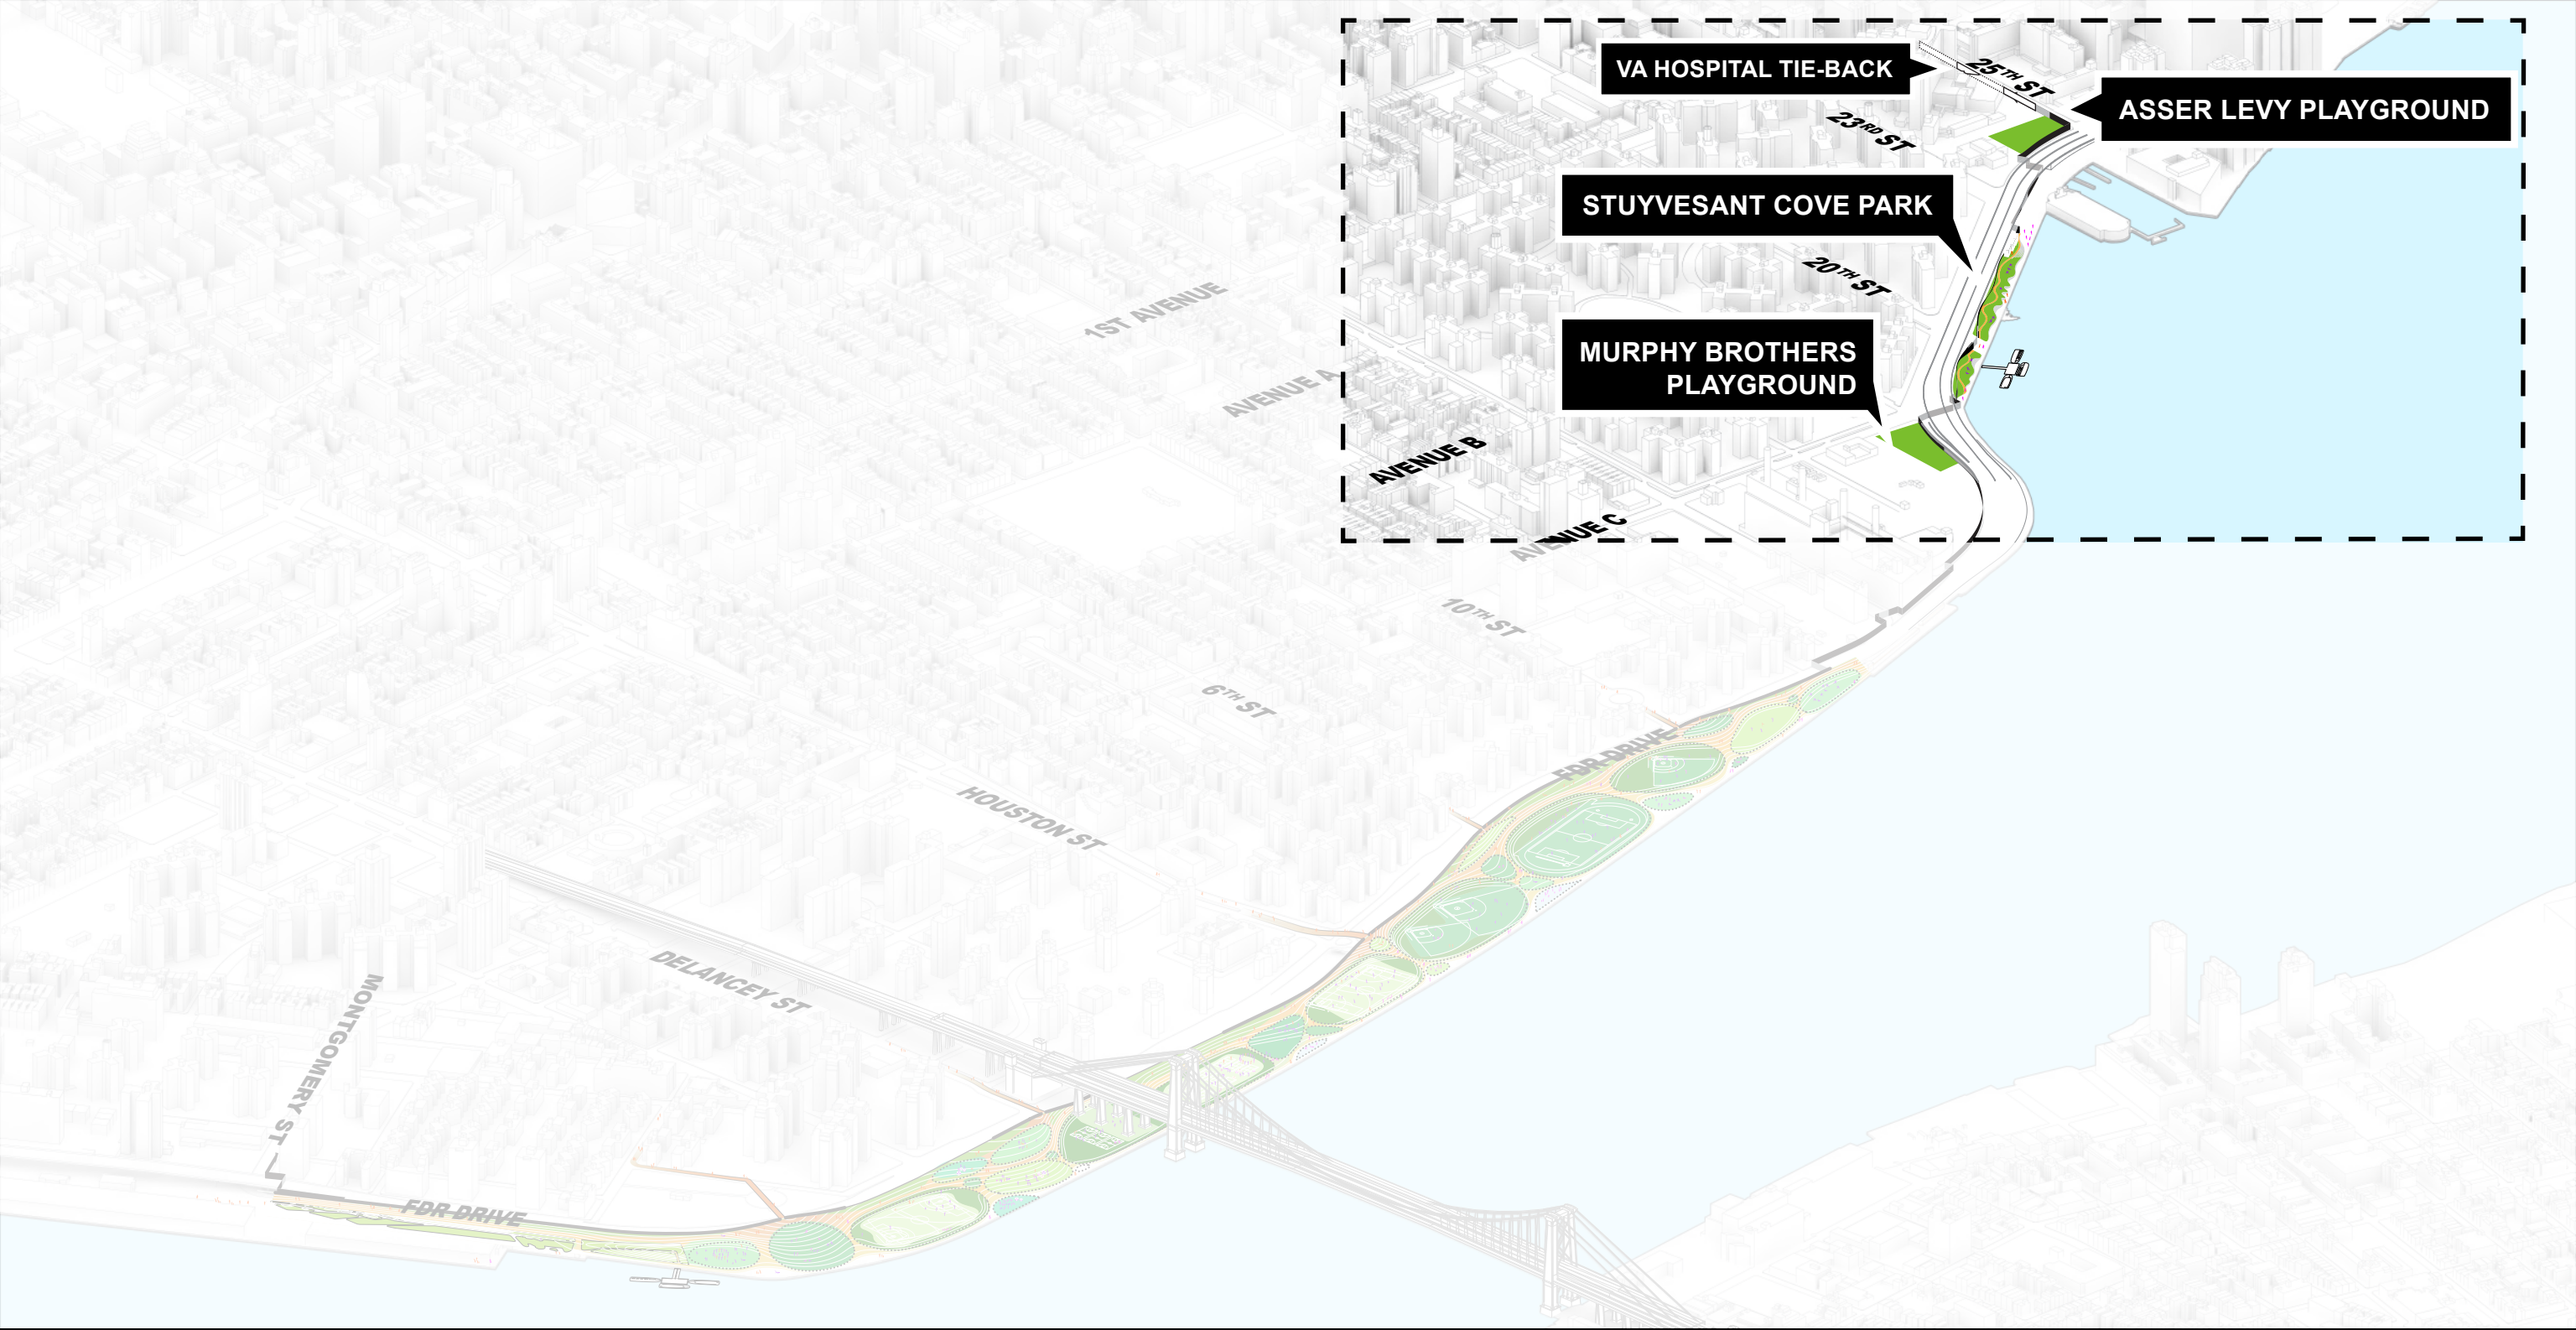 VA HOSPITAL TIE-BACK
25TH ST
ASSER LEVY PLAYGROUND
23RD ST
STUYVESANT COVE PARK
20TH ST
1ST AVENUE
MURPHY BROTHERS
PLAYGROUND
AVENUE A
AVENUE B
AVENUE C
10TH ST
6TH ST
FDR DRIVE
HOUSTON ST
DELANCEY ST
MONTGOMERY ST
FDR DRIVE